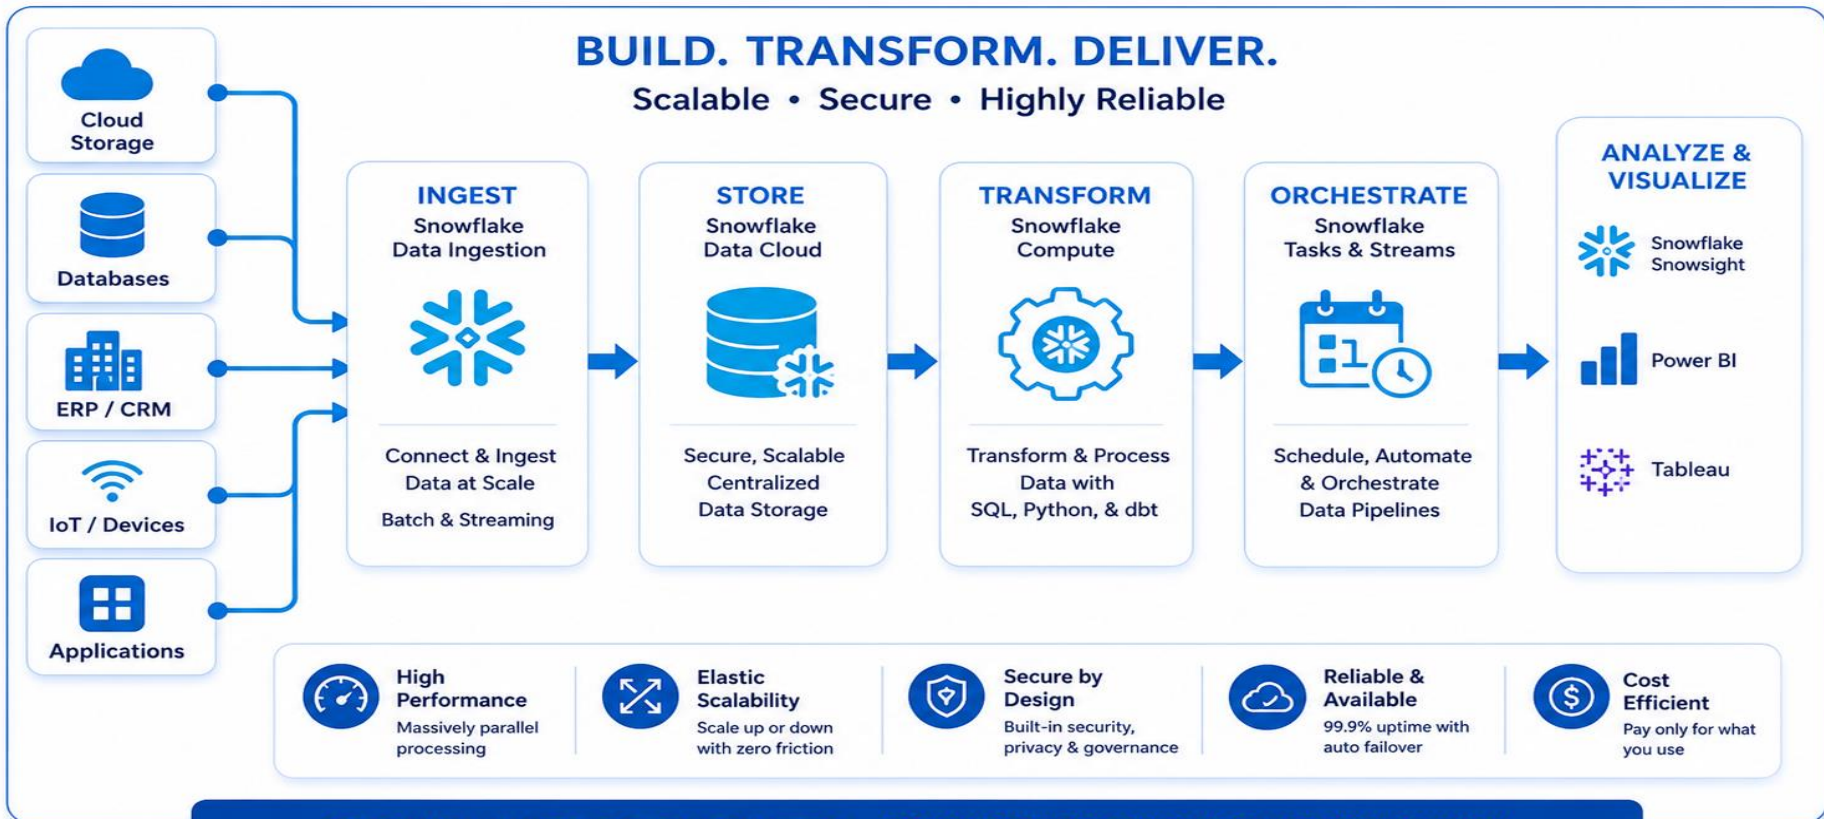 BUILD. TRANSFORM. DELIVER.
Scalable • Secure • Highly Reliable
Cloud
Storage
Databases
ERP / CRM
IoT / Devices
Applications
INGEST
Snowflake
Data Ingestion
Connect & Ingest
Data at Scale
Batch & Streaming
STORE
Snowflake
Data Cloud
Secure, Scalable
Centralized
Data Storage
TRANSFORM
Snowflake
Compute
Transform & Process
Data with
SQL, Python, & dbt
ORCHESTRATE
Snowflake
Tasks & Streams
1
Schedule, Automate
& Orchestrate
Data Pipelines
ANALYZE &
VISUALIZE
Snowflake
Snowsight
Power BI
Tableau
High
Performance
Massively parallel
processing
Elastic
Scalability
Scale up or down
with zero friction
Secure by
Design
Built-in security,
privacy & governance
Reliable &
Available
99.9% uptime with
auto failover
$
Cost
Efficient
Pay only for what
you use